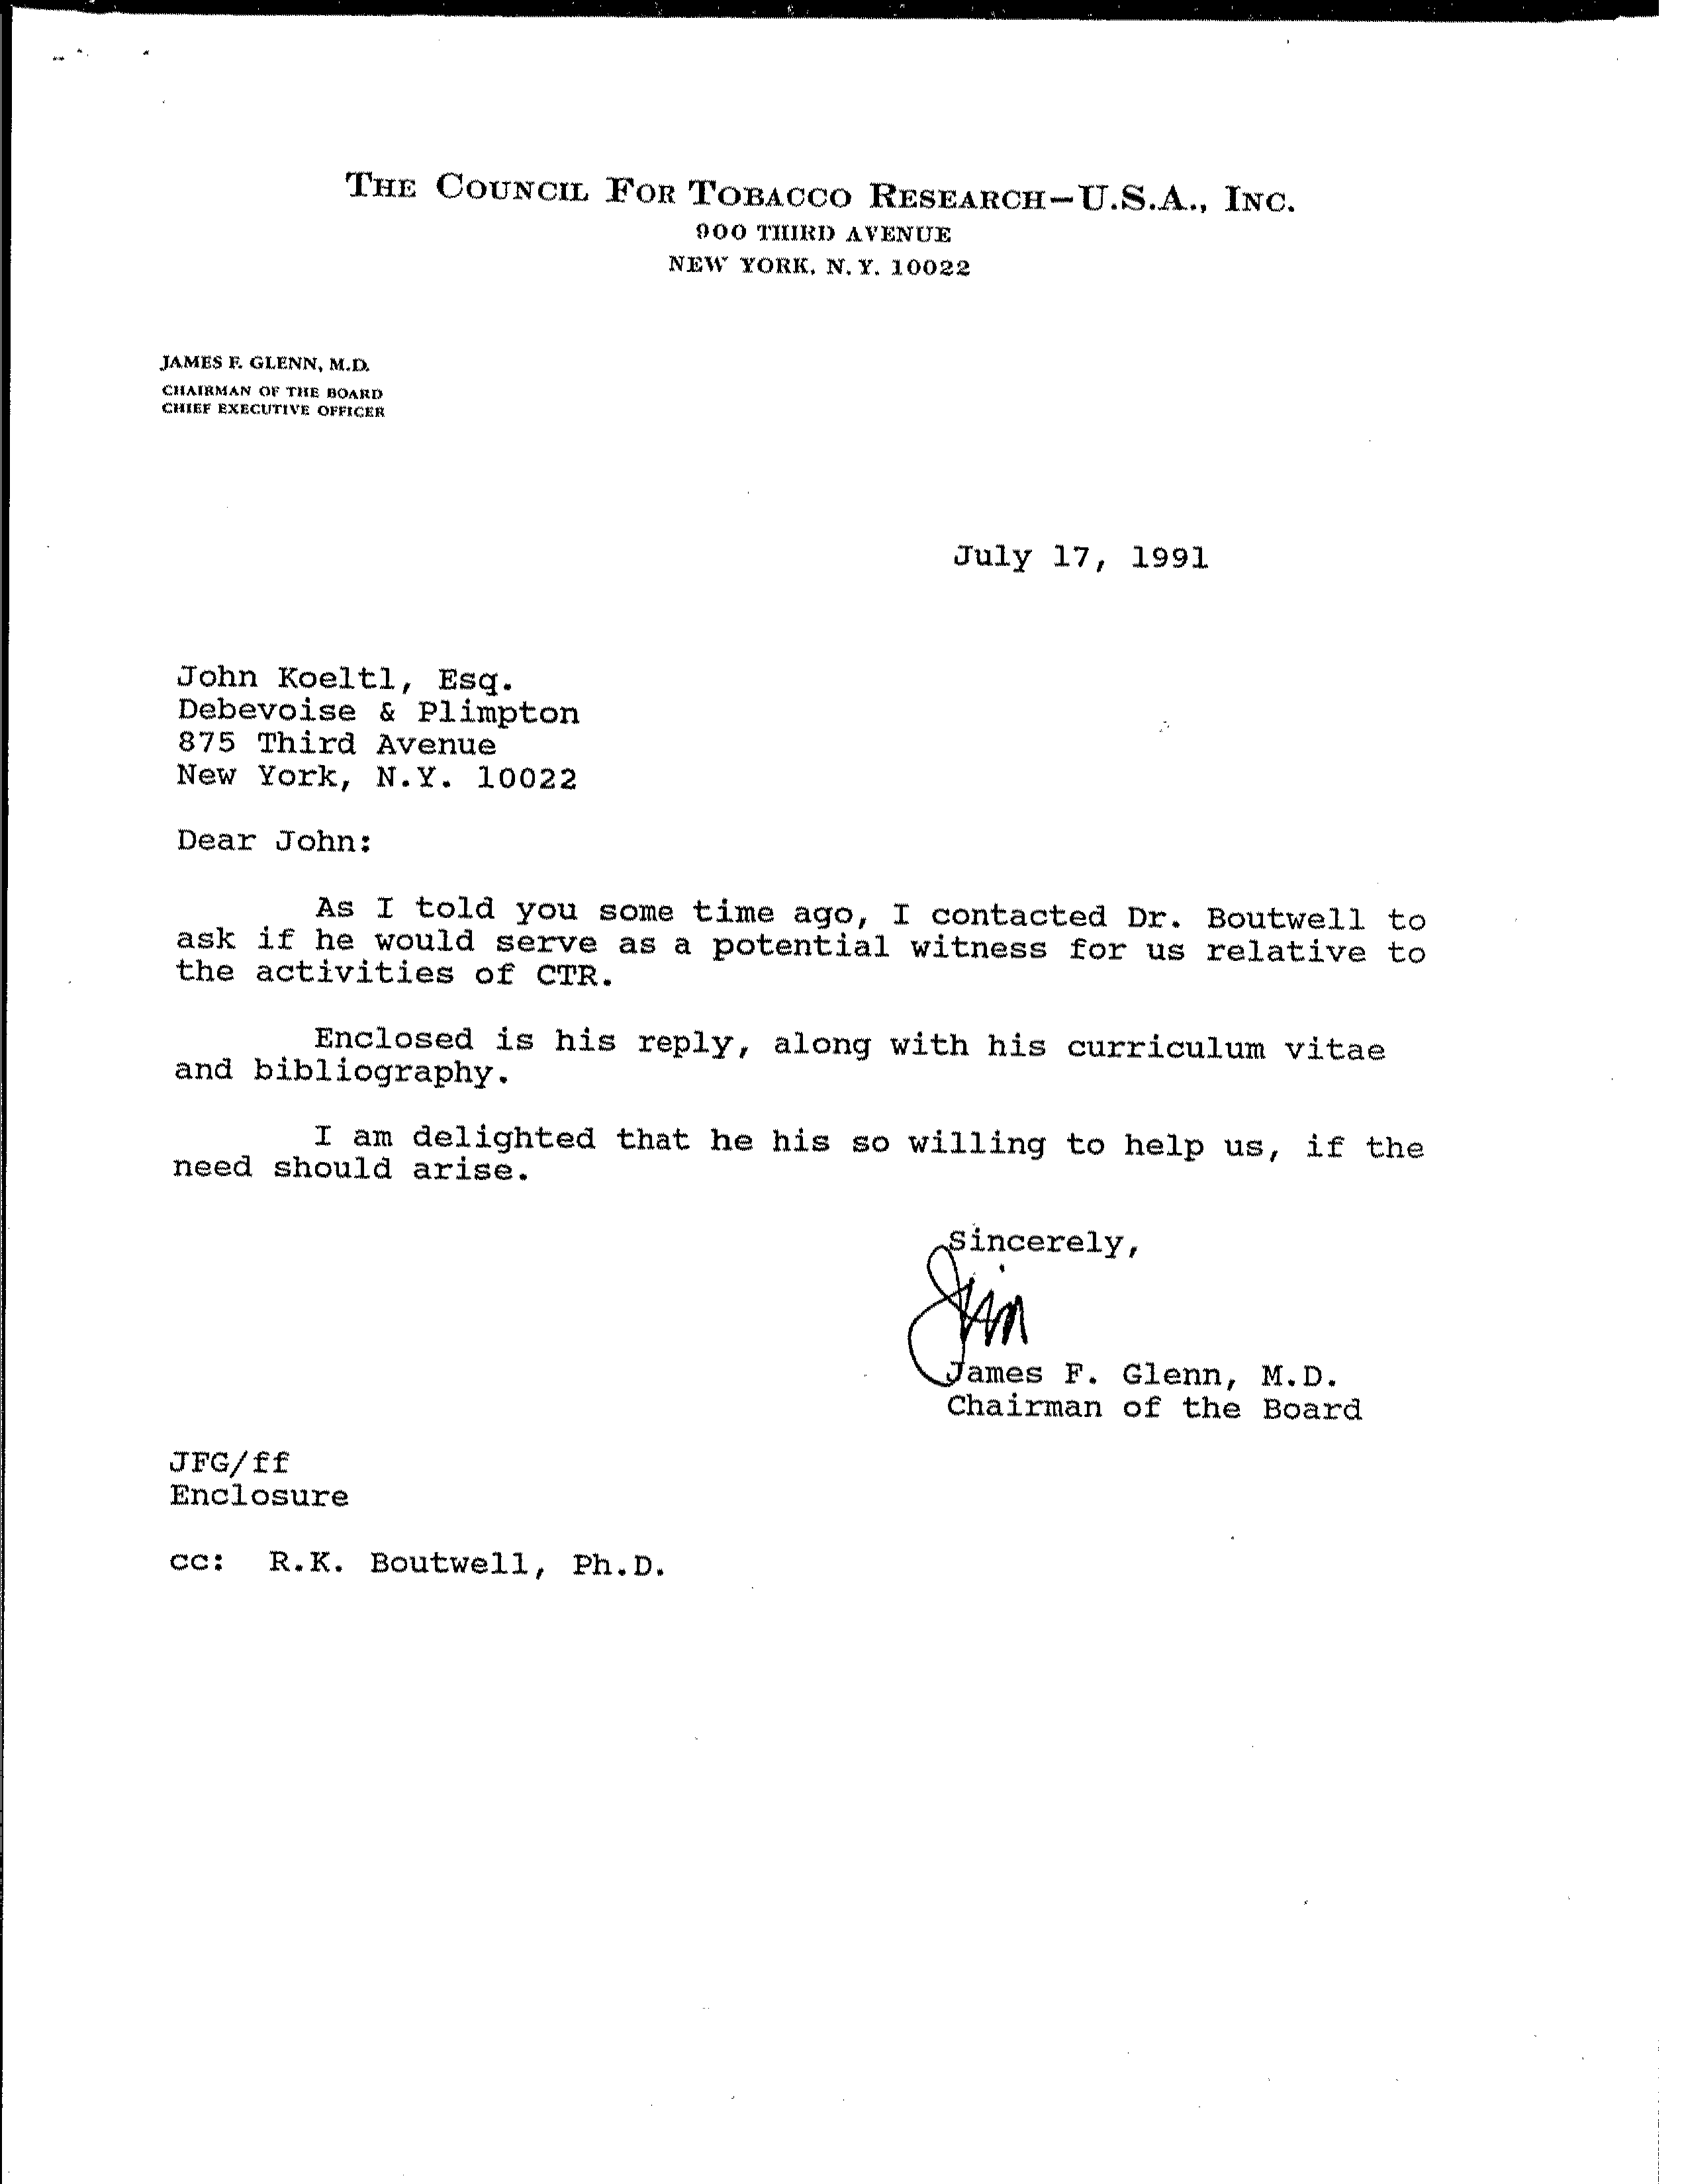 THE COUNCIL FOR TOBACCO RESEARCH—U.S.A., INC.
900 THIRD AVENUE
NEW YORK, N.Y. 10022
JAMES F. GLENN, M.D.
CHAIRMAN OF THE BOARD
CHIEF EXECUTIVE OFFICER
July 17, 1991
John Koeltl, Esq.
Debevoise & Plimpton
875 Third Avenue
New York, N.Y. 10022
Dear John:
As I told you some time ago, I contacted Dr. Boutwell to
ask if he would serve as a potential witness for us relative to
the activities of CTR.
Enclosed is his reply, along with his curriculum vitae
and bibliography.
I am delighted that he his so willing to help us, if the
need should arise.
Sincerely,
Jim
James F. Glenn, M.D.
Chairman of the Board
JFG/ff
Enclosure
cc: R.K. Boutwell, Ph.D.